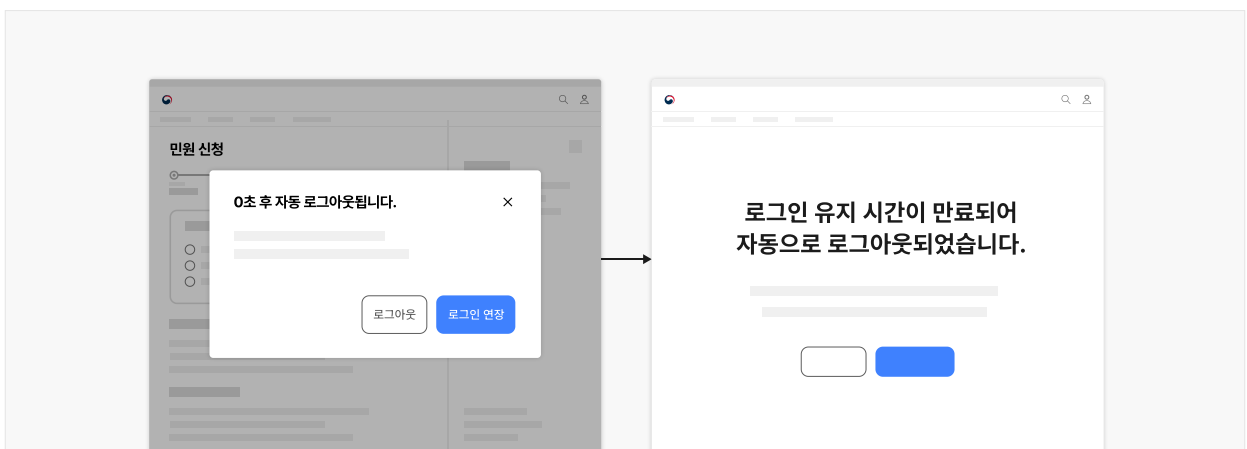 민원 신청
0초 후 자동 로그아웃됩니다.
로그아웃
로그인 연장
로그인 유지 시간이 만료되어
자동으로 로그아웃되었습니다.